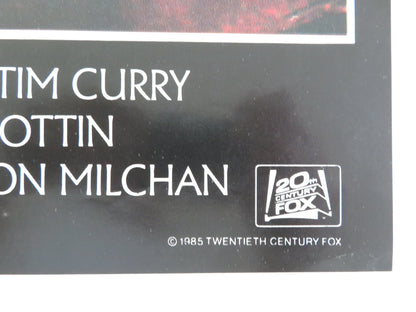 TIM CURRY
OTTIN
ON MILCHAN
20TH
CENTURY
FOX
© 1985 TWENTIETH CENTURY FOX